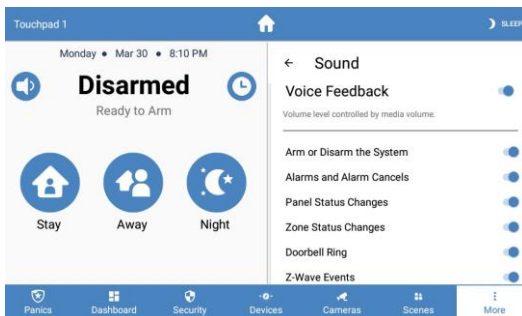 Touchpad 1
SLEEP
Monday • Mar 30 • 8:10 PM
Disarmed
Ready to Arm
Stay Away Night
← Sound
Voice Feedback
Volume level controlled by media volume.
Arm or Disarm the System
Alarms and Alarm Cancels
Panel Status Changes
Zone Status Changes
Doorbell Ring
Z-Wave Events
Panics Dashboard Security Devices Cameras Scenes More